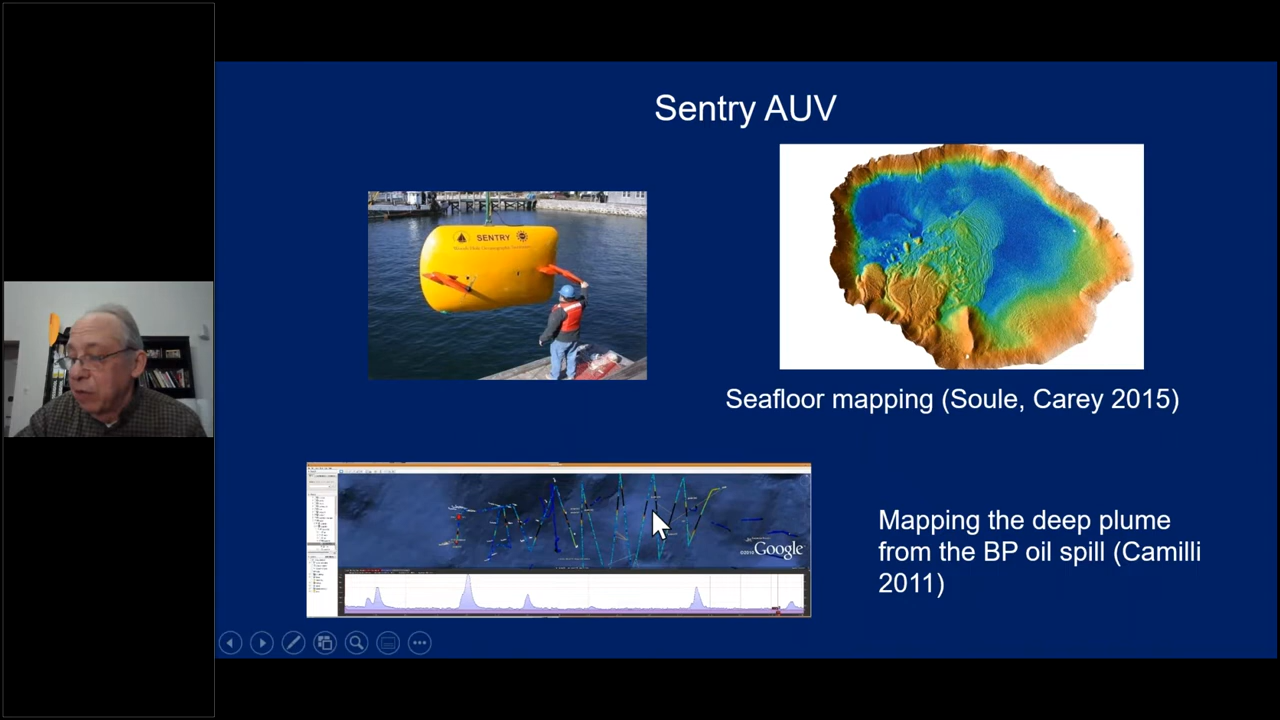 Sentry AUV
SENTRY
Seafloor mapping (Soule, Carey 2015)
©2010 Google
Mapping the deep plume
from the BP oil spill (Camilli
2011)